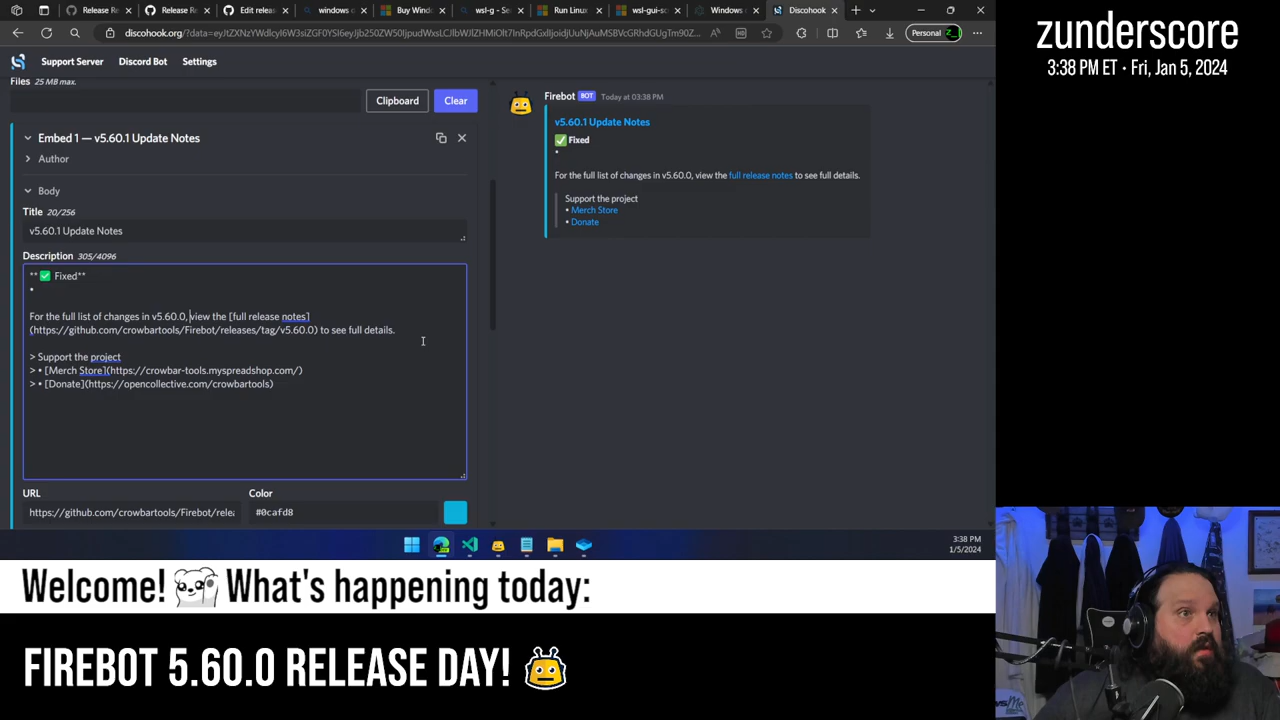 Release Re
Release Re
Edit releas
windows o
Buy Windo
wsl-g - Sea
Run Linux
wsl-gui-sc
Windows
Discohook
zunderscore
3:38 PM ET • Fri, Jan 5, 2024
discohook.org/?data=
Personal
Support Server
Discord Bot
Settings
Files 25 MB max.
Clipboard
Clear
Embed 1 — v5.60.1 Update Notes
Author
Body
Title 20/256
v5.60.1 Update Notes
Description 305/4096
**✅ Fixed**
•
For the full list of changes in v5.60.0, view the [full release notes]
(https://github.com/crowbartools/Firebot/releases/tag/v5.60.0) to see full details.
> Support the project
> • [Merch Store](https://crowbar-tools.myspreadshop.com/)
> • [Donate](https://opencollective.com/crowbartools)
URL
Color
https://github.com/crowbartools/Firebot/relea
#0cafd8
Firebot BOT Today at 03:38 PM
v5.60.1 Update Notes
✅ Fixed
•
For the full list of changes in v5.60.0, view the full release notes to see full details.
Support the project
• Merch Store
• Donate
3:38 PM
1/5/2024
Welcome! What's happening today:
FIREBOT 5.60.0 RELEASE DAY!